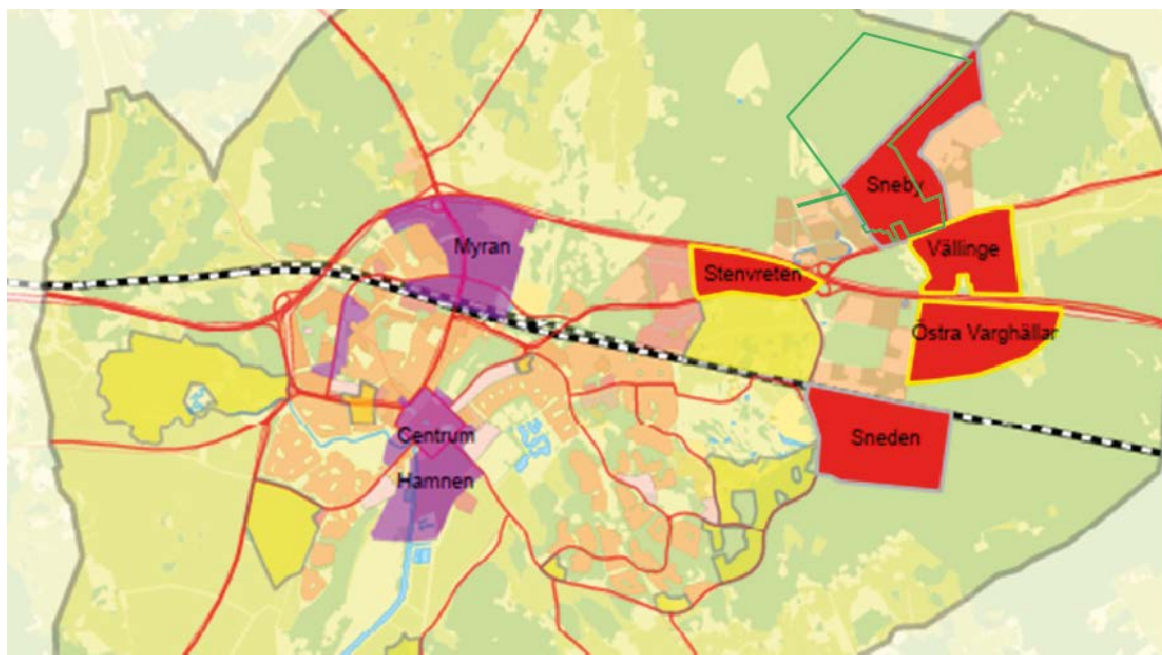 Sneby
Myran
Vällinge
Stenvreten
Östra Varghällar
Centrum
Sneden
Hamnen